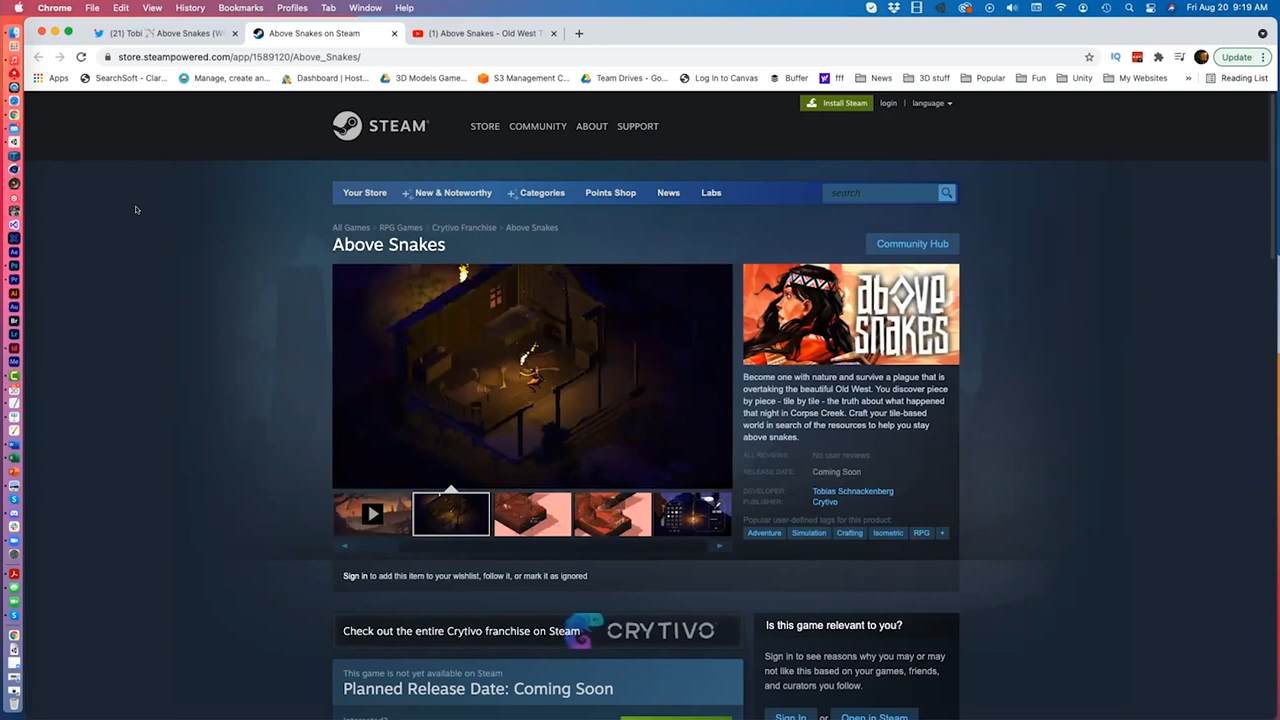 Chrome File Edit View History Bookmarks Profiles Tab Window Help Fri Aug 20 9:19 AM
(21) Tobi Above Snakes (W Above Snakes on Steam (1) Above Snakes - Old West T
store.steampowered.com/app/1589120/Above_Snakes/ Update
Apps SearchSoft - Clar... Manage, create an... Dashboard | Host... 3D Models Game... S3 Management C... Team Drives - Go... Log In to Canvas Buffer fff News 3D stuff Popular Fun Unity My Websites » Reading List
Install Steam login | language
STEAM® STORE COMMUNITY ABOUT SUPPORT
Your Store New & Noteworthy Categories Points Shop News Labs search
All Games > RPG Games > Crytivo Franchise > Above Snakes
Above Snakes Community Hub
above
snakes
Become one with nature and survive a plague that is
overtaking the beautiful Old West. You discover piece
by piece - tile by tile - the truth about what happened
that night in Corpse Creek. Craft your tile-based
world in search of the resources to help you stay
above snakes.
ALL REVIEWS: No user reviews
RELEASE DATE: Coming Soon
DEVELOPER: Tobias Schnackenberg
PUBLISHER: Crytivo
Popular user-defined tags for this product:
Adventure Simulation Crafting Isometric RPG +
Sign in to add this item to your wishlist, follow it, or mark it as ignored
Check out the entire Crytivo franchise on Steam CRYTIVO
Is this game relevant to you?
Sign in to see reasons why you may or may
not like this based on your games, friends,
and curators you follow.
Sign In or Open in Steam
This game is not yet available on Steam
Planned Release Date: Coming Soon
Interested?